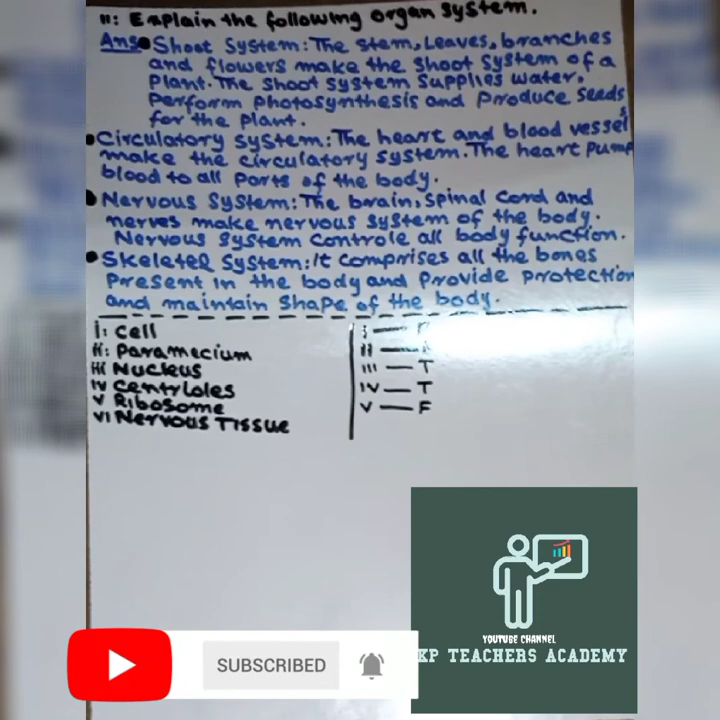 11: Explain the following organ system.
Ans Shoot System: The stem, Leaves, branches
and flowers make the shoot system of a
Plant. The shoot system supplies water,
Perform Photosynthesis and Produce seeds
for the Plant.
Circulatory system: The heart and blood vessels
make the circulatory system. The heart Pump
blood to all Parts of the body.
Nervous System: The brain, spinal cord and
nerves make nervous system of the body.
Nervous system controle all body function.
Skeletel System: It comprises all the bones
Present in the body and Provide Protection
and maintain shape of the body.
i: Cell
ii: Paramecium
iii Nucleus
iv Centrioles
v Ribosome
vi Nervous Tissue
i —
ii —
iii — T
iv — T
v — F
YOUTUBE CHANNEL
KP TEACHERS ACADEMY
SUBSCRIBED